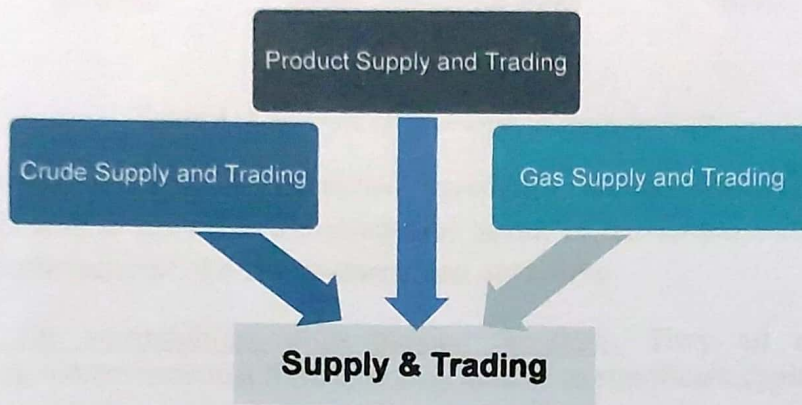 Product Supply and Trading
Crude Supply and Trading
Gas Supply and Trading
Supply & Trading